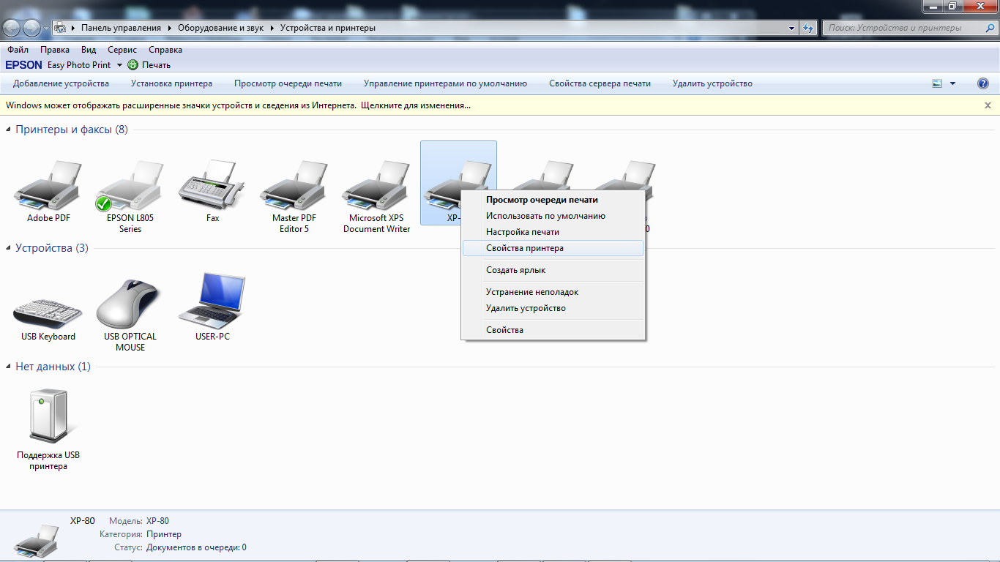 Панель управления ▸ Оборудование и звук ▸ Устройства и принтеры
Поиск: Устройства и принтеры
Файл Правка Вид Сервис Справка
EPSON Easy Photo Print Печать
Добавление устройства Установка принтера Просмотр очереди печати Управление принтерами по умолчанию Свойства сервера печати Удалить устройство
Windows может отображать расширенные значки устройств и сведения из Интернета. Щелкните для изменения...
Принтеры и факсы (8)
Adobe PDF
EPSON L805
Series
Fax
Master PDF
Editor 5
Microsoft XPS
Document Writer
XP-
Просмотр очереди печати
Использовать по умолчанию
Настройка печати
Свойства принтера
Создать ярлык
Устранение неполадок
Удалить устройство
Свойства
Устройства (3)
USB Keyboard
USB OPTICAL
MOUSE
USER-PC
Нет данных (1)
Поддержка USB
принтера
XP-80 Модель: XP-80
Категория: Принтер
Статус: Документов в очереди: 0